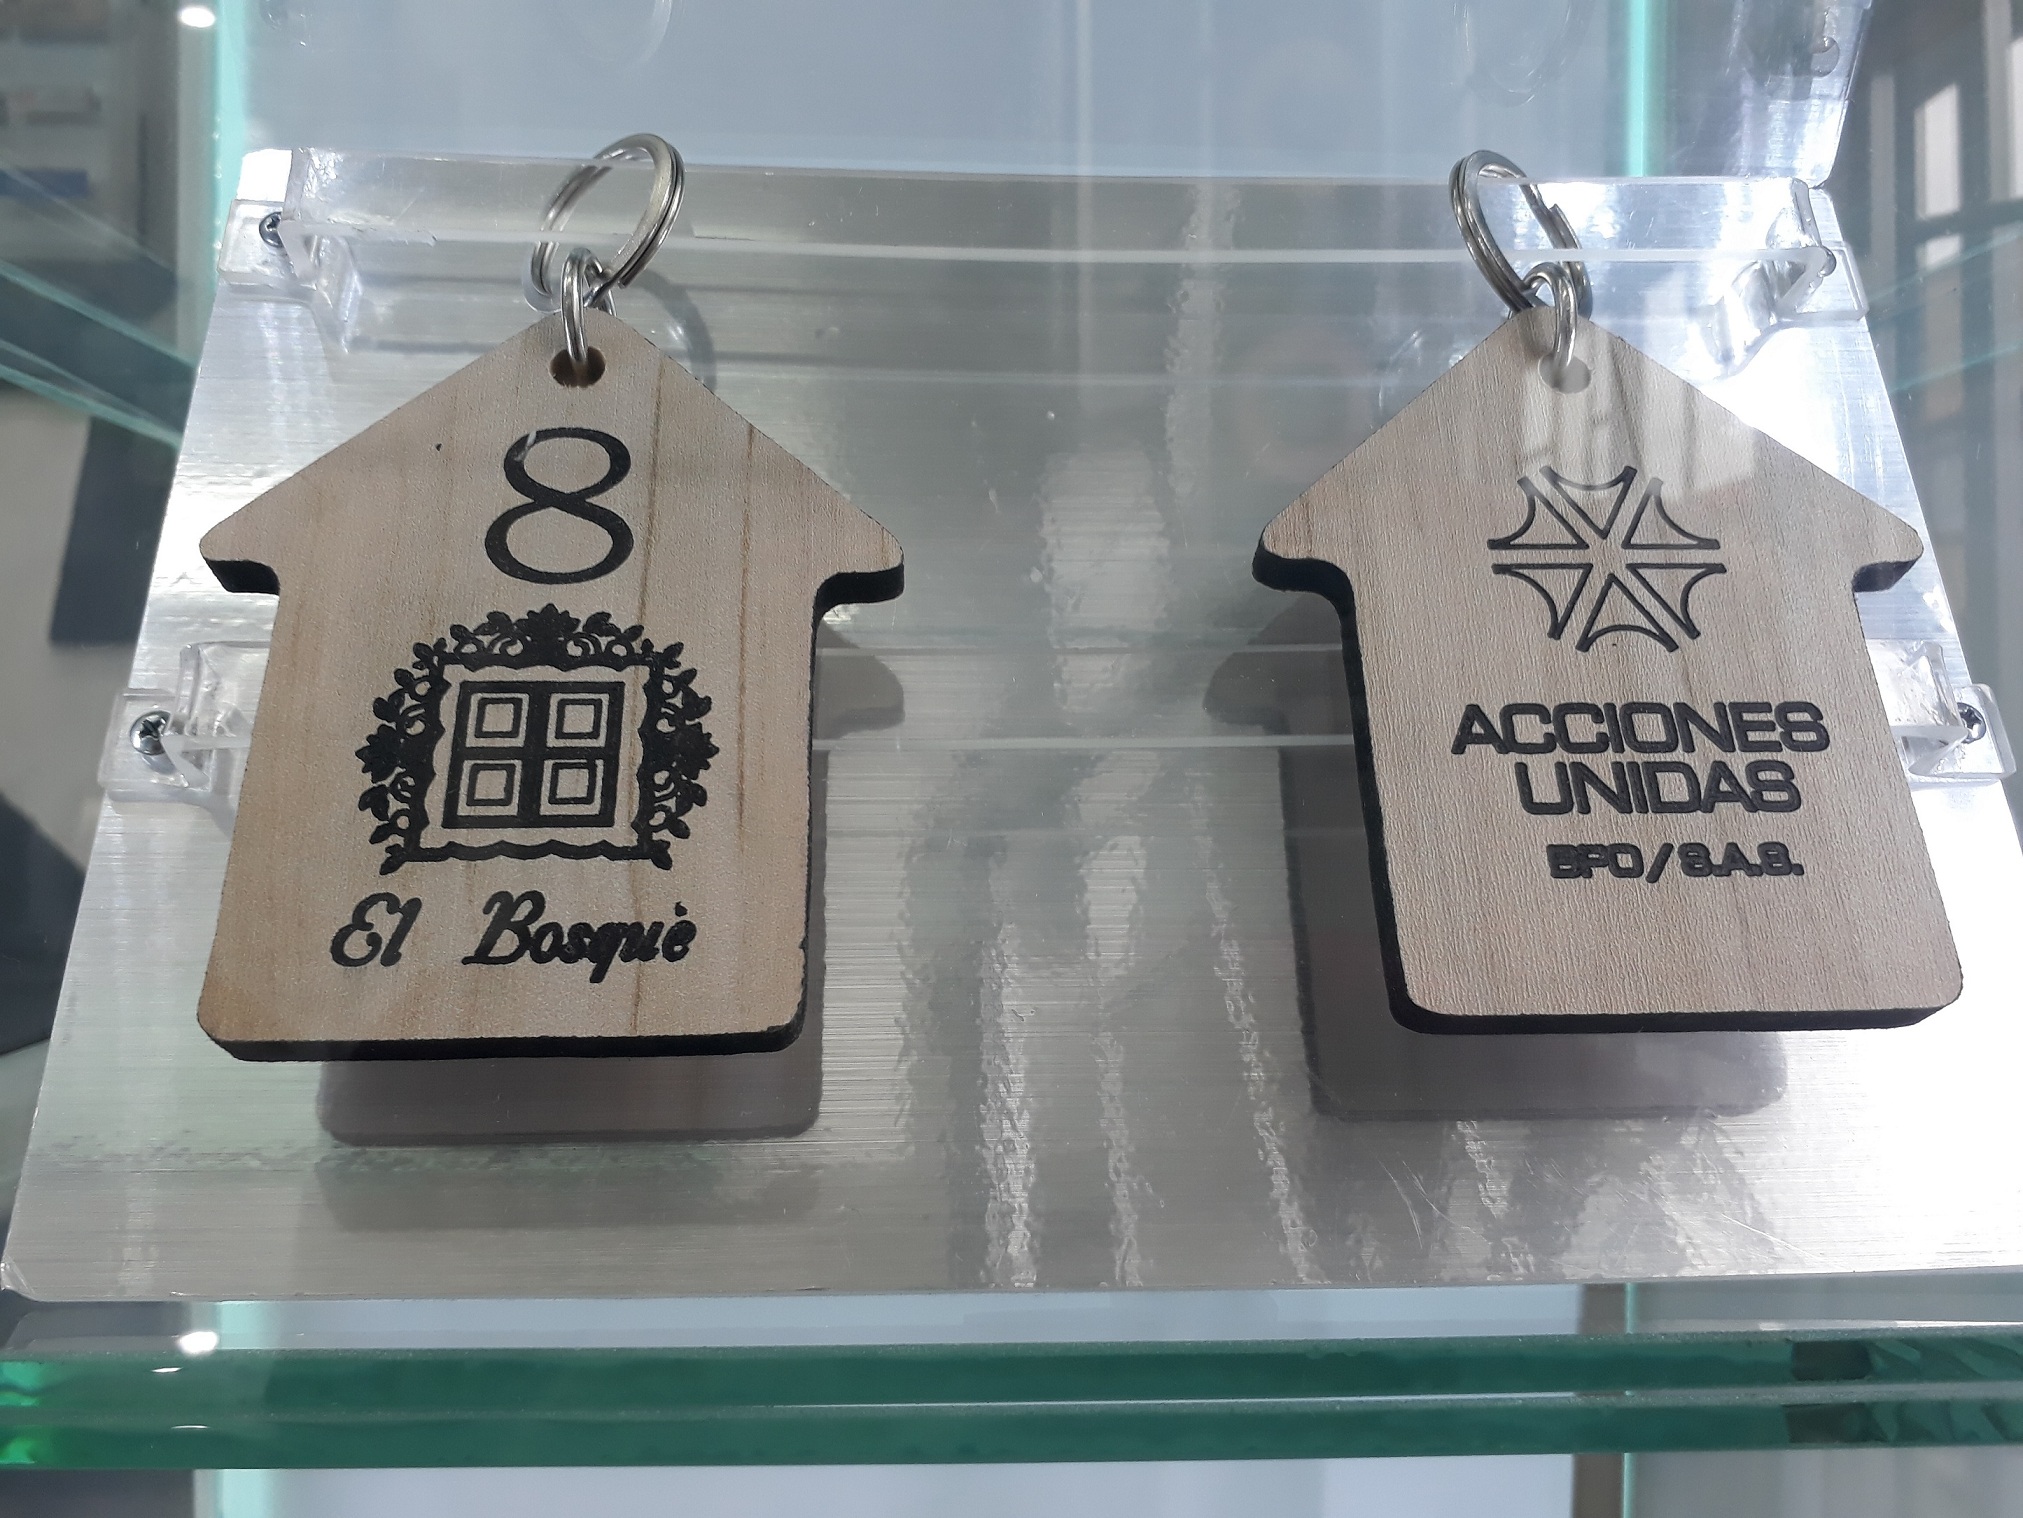 8
El Bosquè
ACCIONES
UNIDAS
BPO/S.A.S.